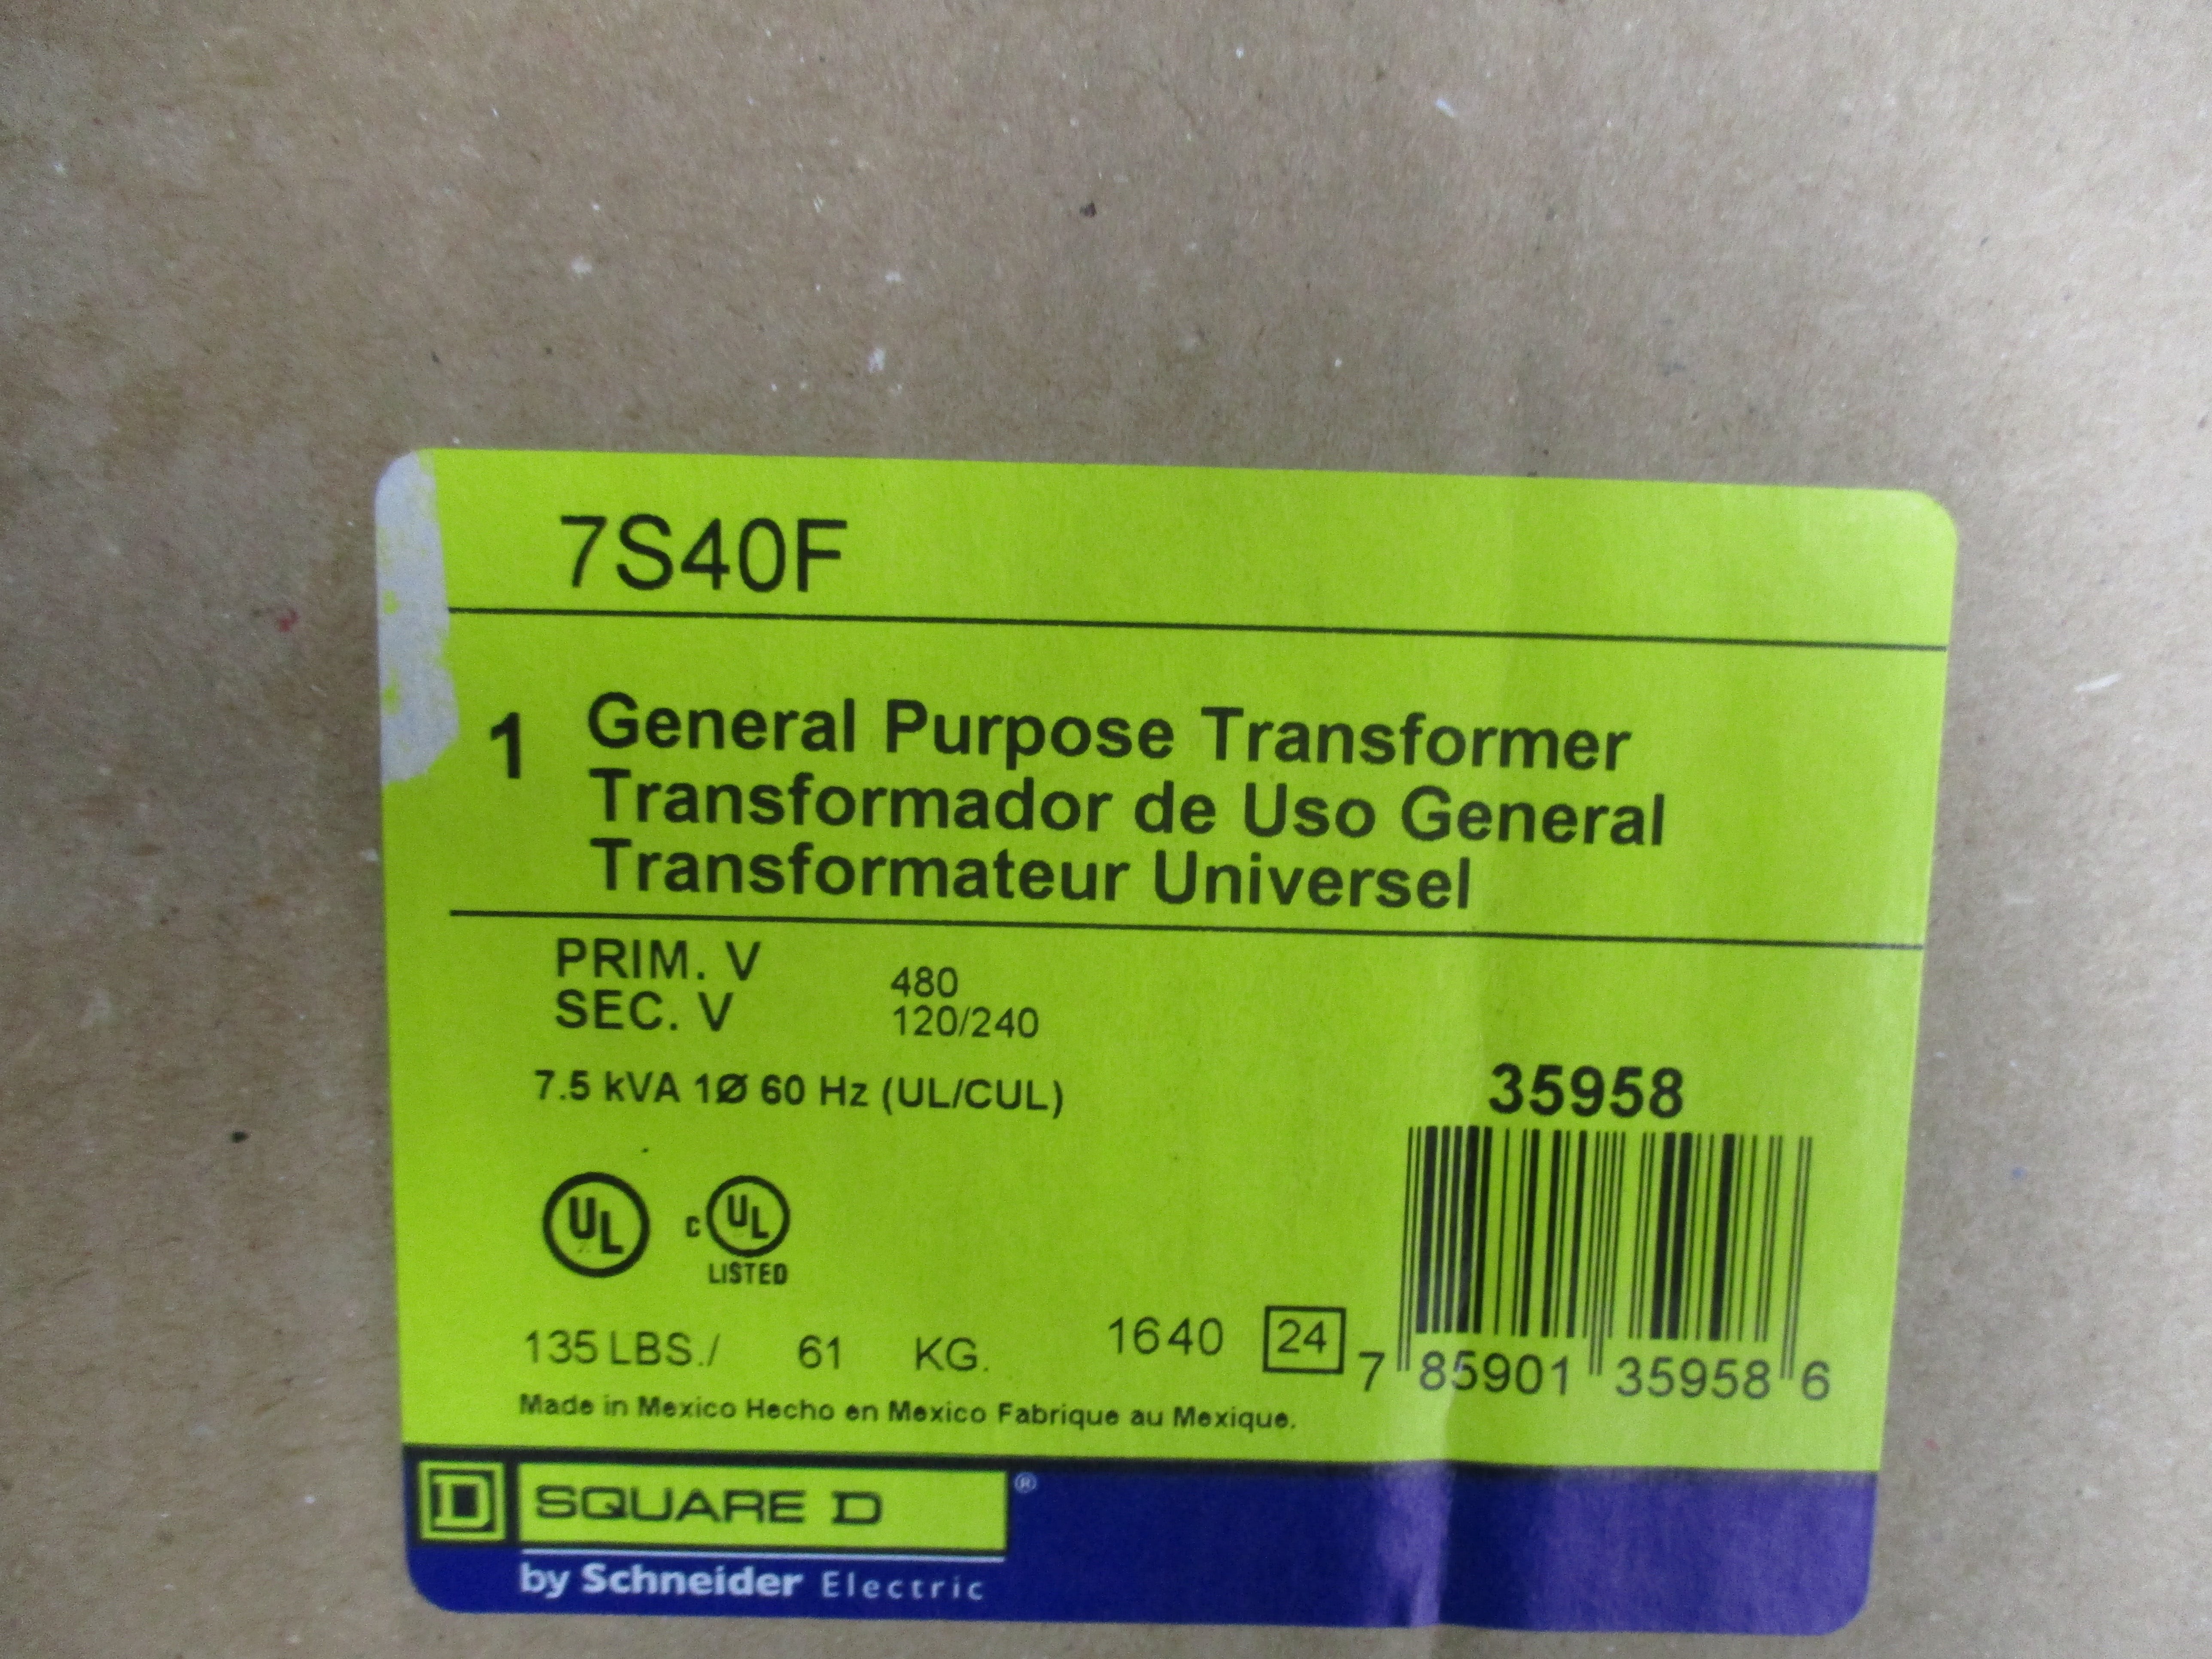 7S40F
1 General Purpose Transformer
Transformador de Uso General
Transformateur Universel
PRIM. V 480
SEC. V 120/240
7.5 kVA 1Ø 60 Hz (UL/CUL)
35958
UL c UL
LISTED
135 LBS./ 61 KG. 1640 24
7 85901 35958 6
Made in Mexico Hecho en Mexico Fabrique au Mexique.
D SQUARE D ®
by Schneider Electric